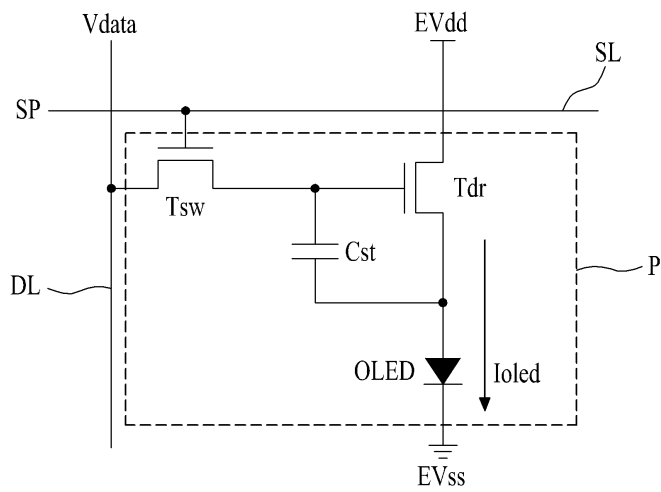 Vdata
EVdd
SL
SP
Tsw
Tdr
Cst
DL
P
OLED
Ioled
EVss